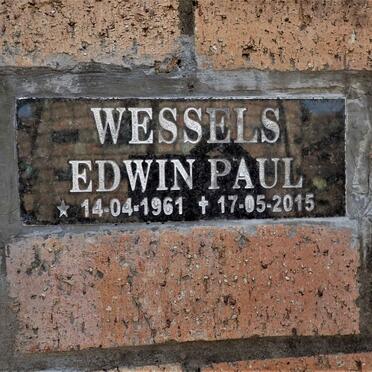 WESSELS
EDWIN PAUL
★ 14-04-1961 ✝ 17-05-2015